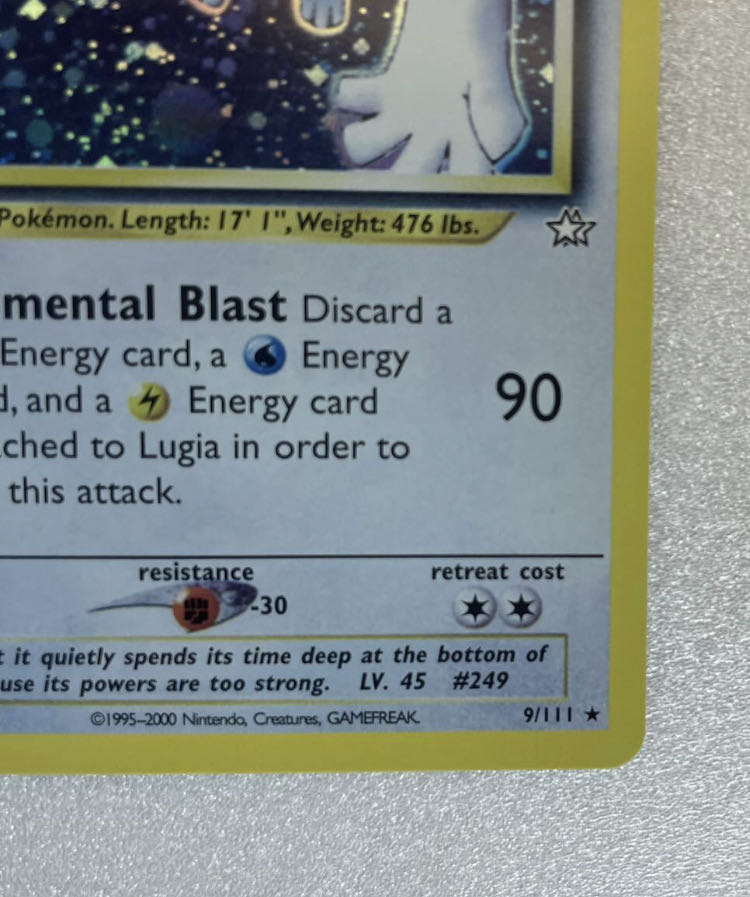 Pokémon. Length: 17' 1", Weight: 476 lbs.
mental Blast Discard a
Energy card, a Energy
d, and a Energy card
90
ched to Lugia in order to
this attack.
resistance
retreat cost
-30
t it quietly spends its time deep at the bottom of
use its powers are too strong. LV. 45 #249
©1995–2000 Nintendo, Creatures, GAMEFREAK.
9/111 ★